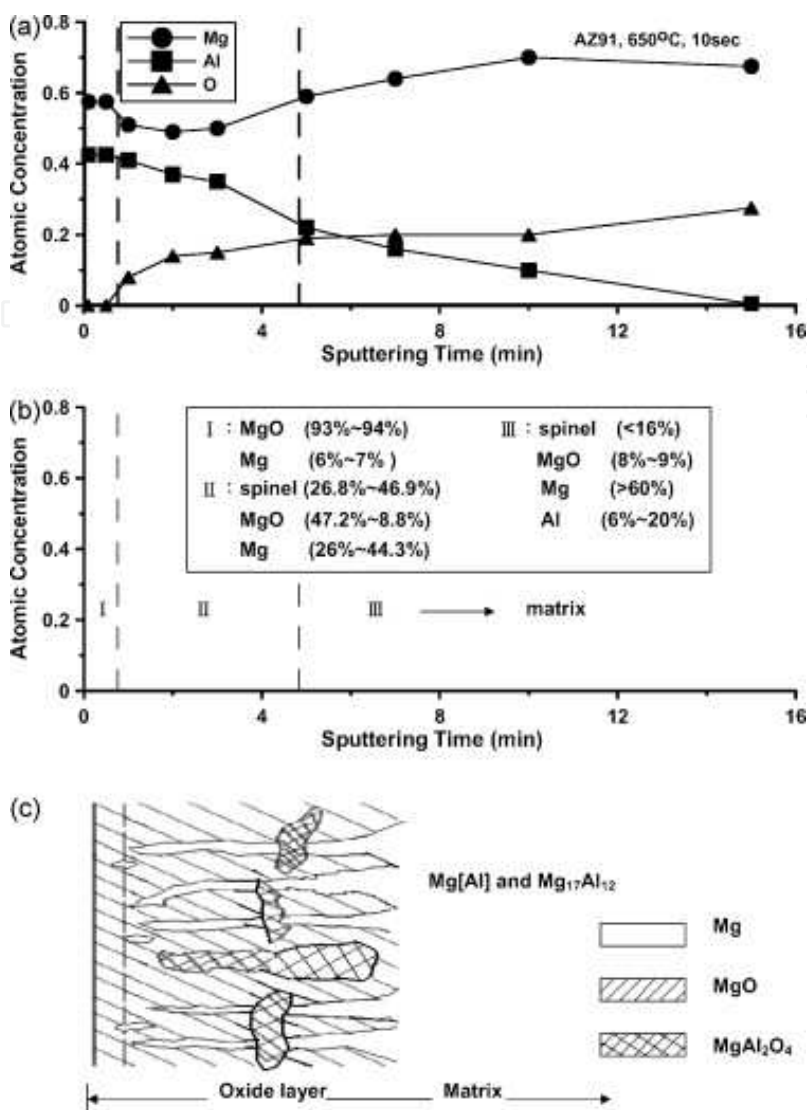 (a)
0.8
0.6
0.4
0.2
0
Atomic Concentration
Mg
Al
O
AZ91, 650ºC, 10sec
0 4 8 12 16
Sputtering Time (min)
(b)
0.8
0.6
0.4
0.2
0
Atomic Concentration
Ⅰ : MgO (93%~94%)
Mg (6%~7% )
Ⅱ : spinel (26.8%~46.9%)
MgO (47.2%~8.8%)
Mg (26%~44.3%)
Ⅲ : spinel (<16%)
MgO (8%~9%)
Mg (>60%)
Al (6%~20%)
Ⅰ Ⅱ Ⅲ matrix
0 4 8 12 16
Sputtering Time (min)
(c)
Mg[Al] and Mg₁₇Al₁₂
Mg
MgO
MgAl₂O₄
Oxide layer Matrix